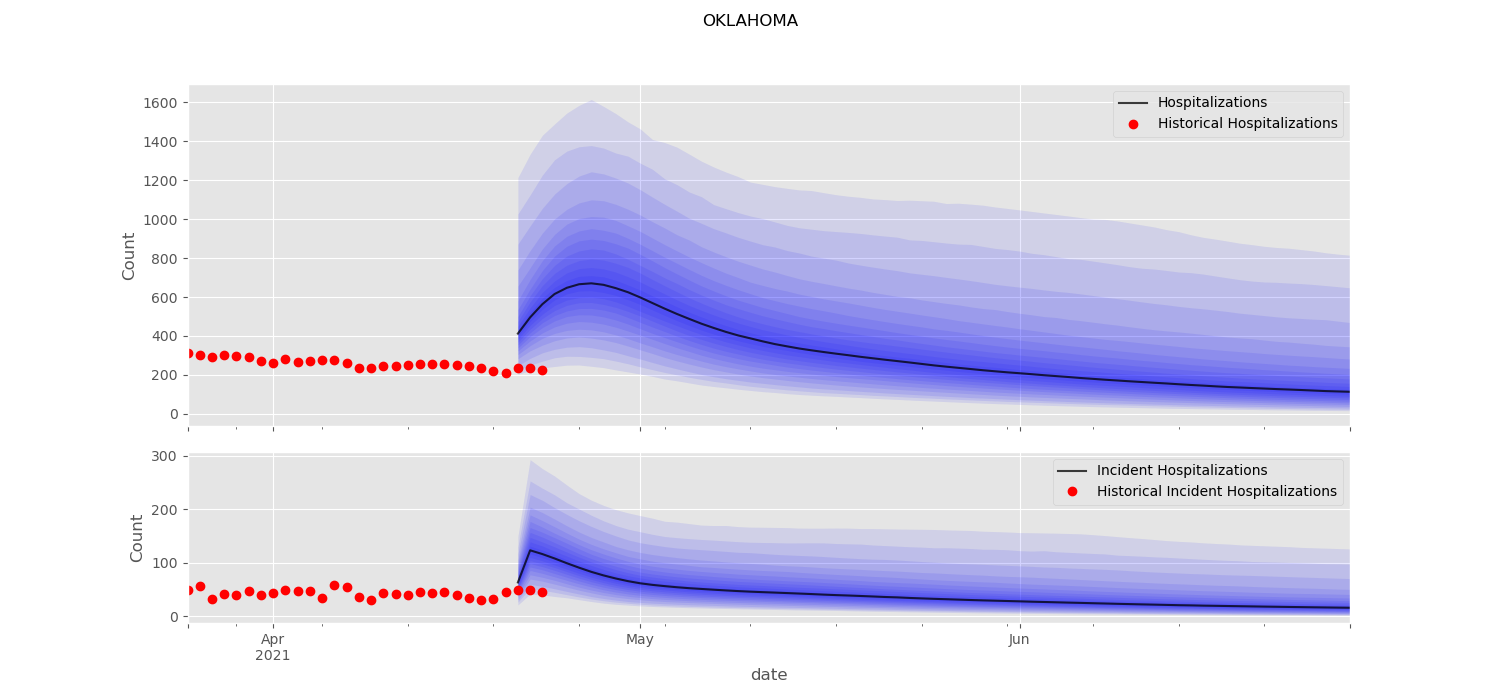 OKLAHOMA
Hospitalizations
Historical Hospitalizations
1600
1400
1200
1000
800
600
400
200
0
Count
Incident Hospitalizations
Historical Incident Hospitalizations
300
200
100
0
Count
Apr
2021
May
Jun
date